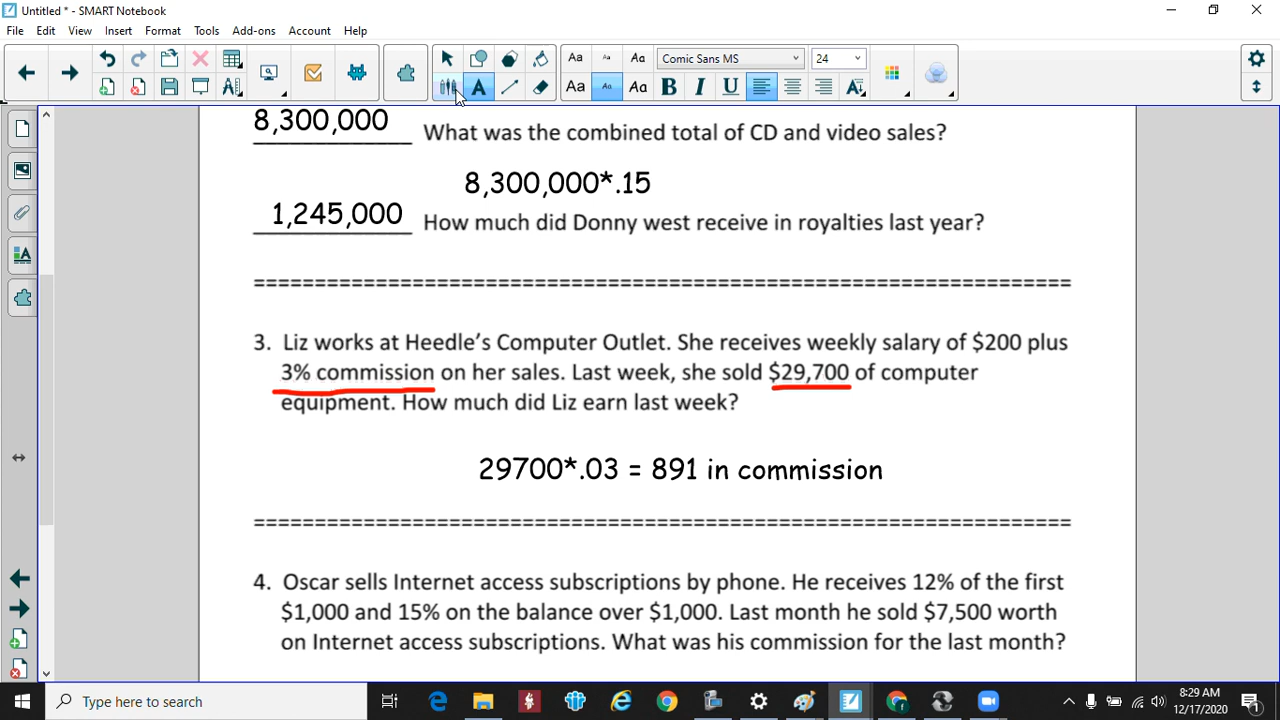 Untitled * - SMART Notebook
File Edit View Insert Format Tools Add-ons Account Help
Aa Aa Aa Comic Sans MS 24
A Aa Aa Aa B I U
8,300,000 What was the combined total of CD and video sales?
8,300,000*.15
1,245,000 How much did Donny west receive in royalties last year?
====================================================================
3. Liz works at Heedle's Computer Outlet. She receives weekly salary of $200 plus
3% commission on her sales. Last week, she sold $29,700 of computer
equipment. How much did Liz earn last week?
29700*.03 = 891 in commission
====================================================================
4. Oscar sells Internet access subscriptions by phone. He receives 12% of the first
$1,000 and 15% on the balance over $1,000. Last month he sold $7,500 worth
on Internet access subscriptions. What was his commission for the last month?
Type here to search
8:29 AM
12/17/2020